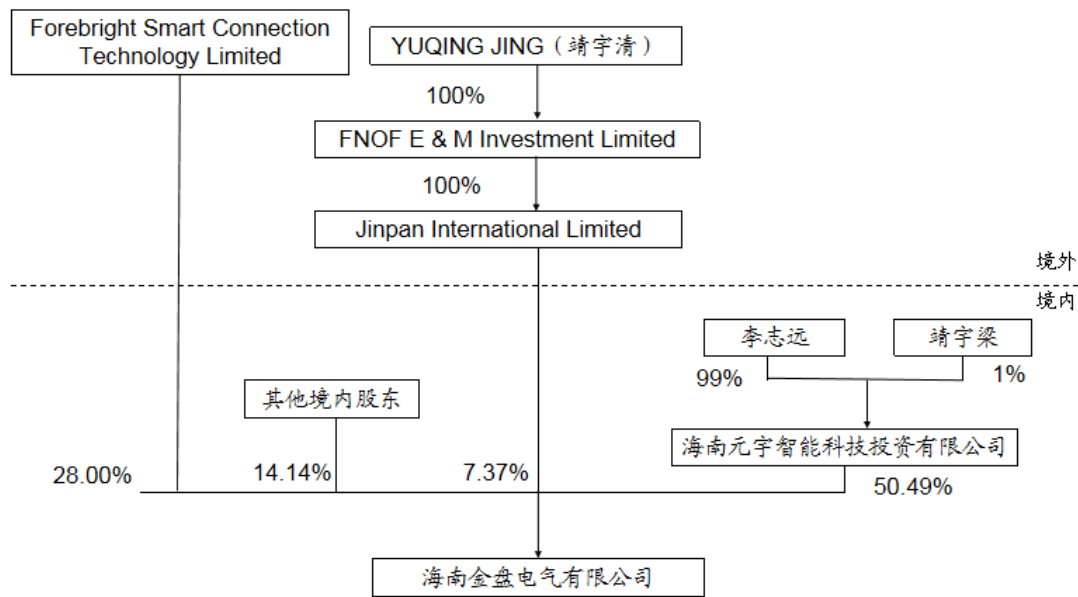 Forebright Smart Connection
Technology Limited
YUQING JING（靖宇清）
100%
FNOF E & M Investment Limited
100%
Jinpan International Limited
境外
境内
李志远
靖宇梁
99%
1%
其他境内股东
海南元宇智能科技投资有限公司
28.00%
14.14%
7.37%
50.49%
海南金盘电气有限公司